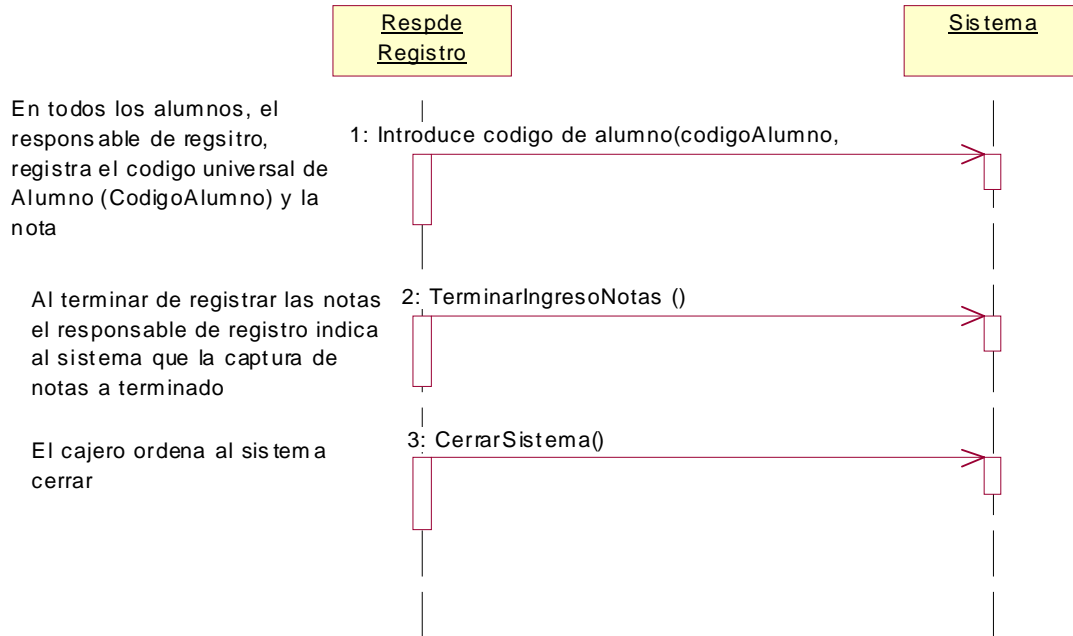 Respde
Registro
Sistema
En todos los alumnos, el
responsable de regsitro,
registra el codigo universal de
Alumno (CodigoAlumno) y la
nota
1: Introduce codigo de alumno(codigoAlumno,
Al terminar de registrar las notas
el responsable de registro indica
al sistema que la captura de
notas a terminado
2: TerminarIngresoNotas ()
El cajero ordena al sistema
cerrar
3: CerrarSistema()